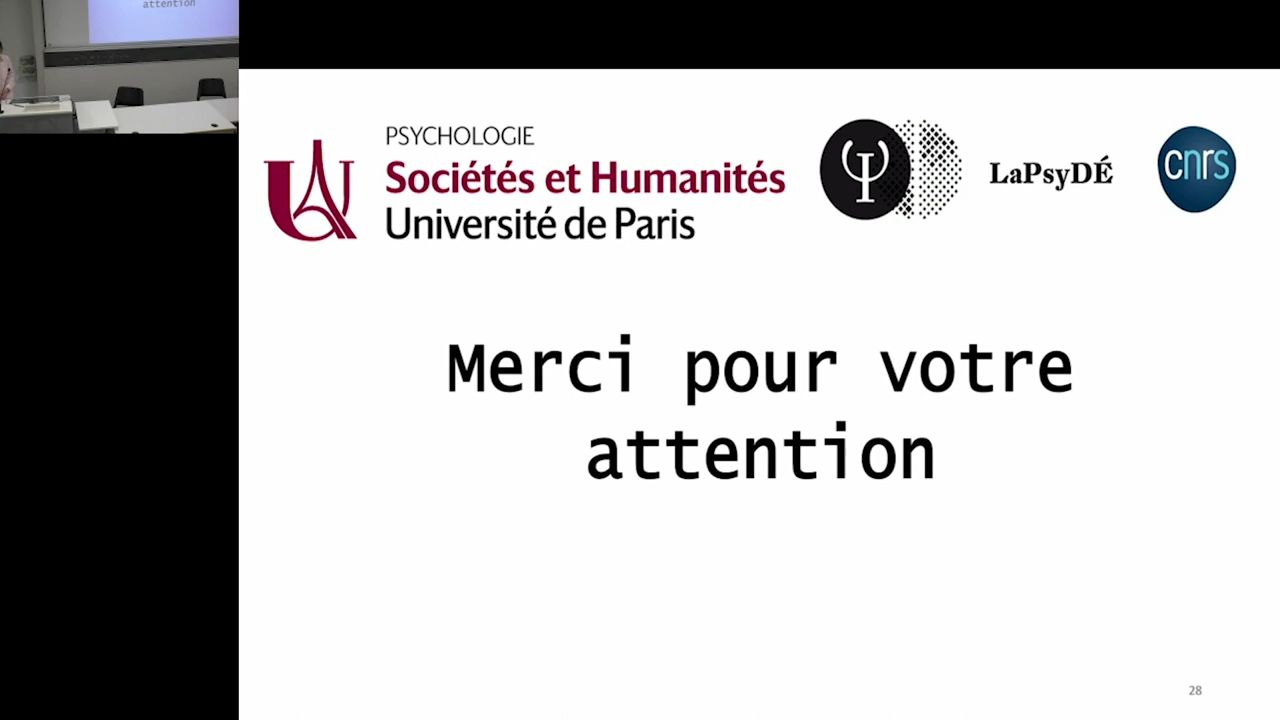 attention
PSYCHOLOGIE
Sociétés et Humanités
Université de Paris
LaPsyDÉ
cnrs
Merci pour votre
attention
28